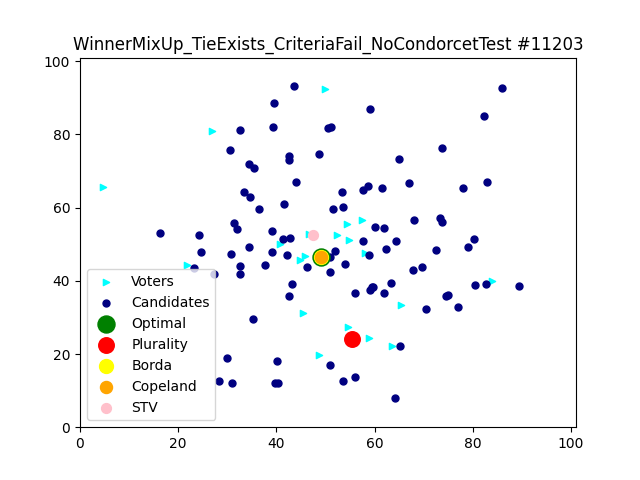 WinnerMixUp_TieExists_CriteriaFail_NoCondorcetTest #11203
100
80
60
40
20
0
Voters
Candidates
Optimal
Plurality
Borda
Copeland
STV
0 20 40 60 80 100